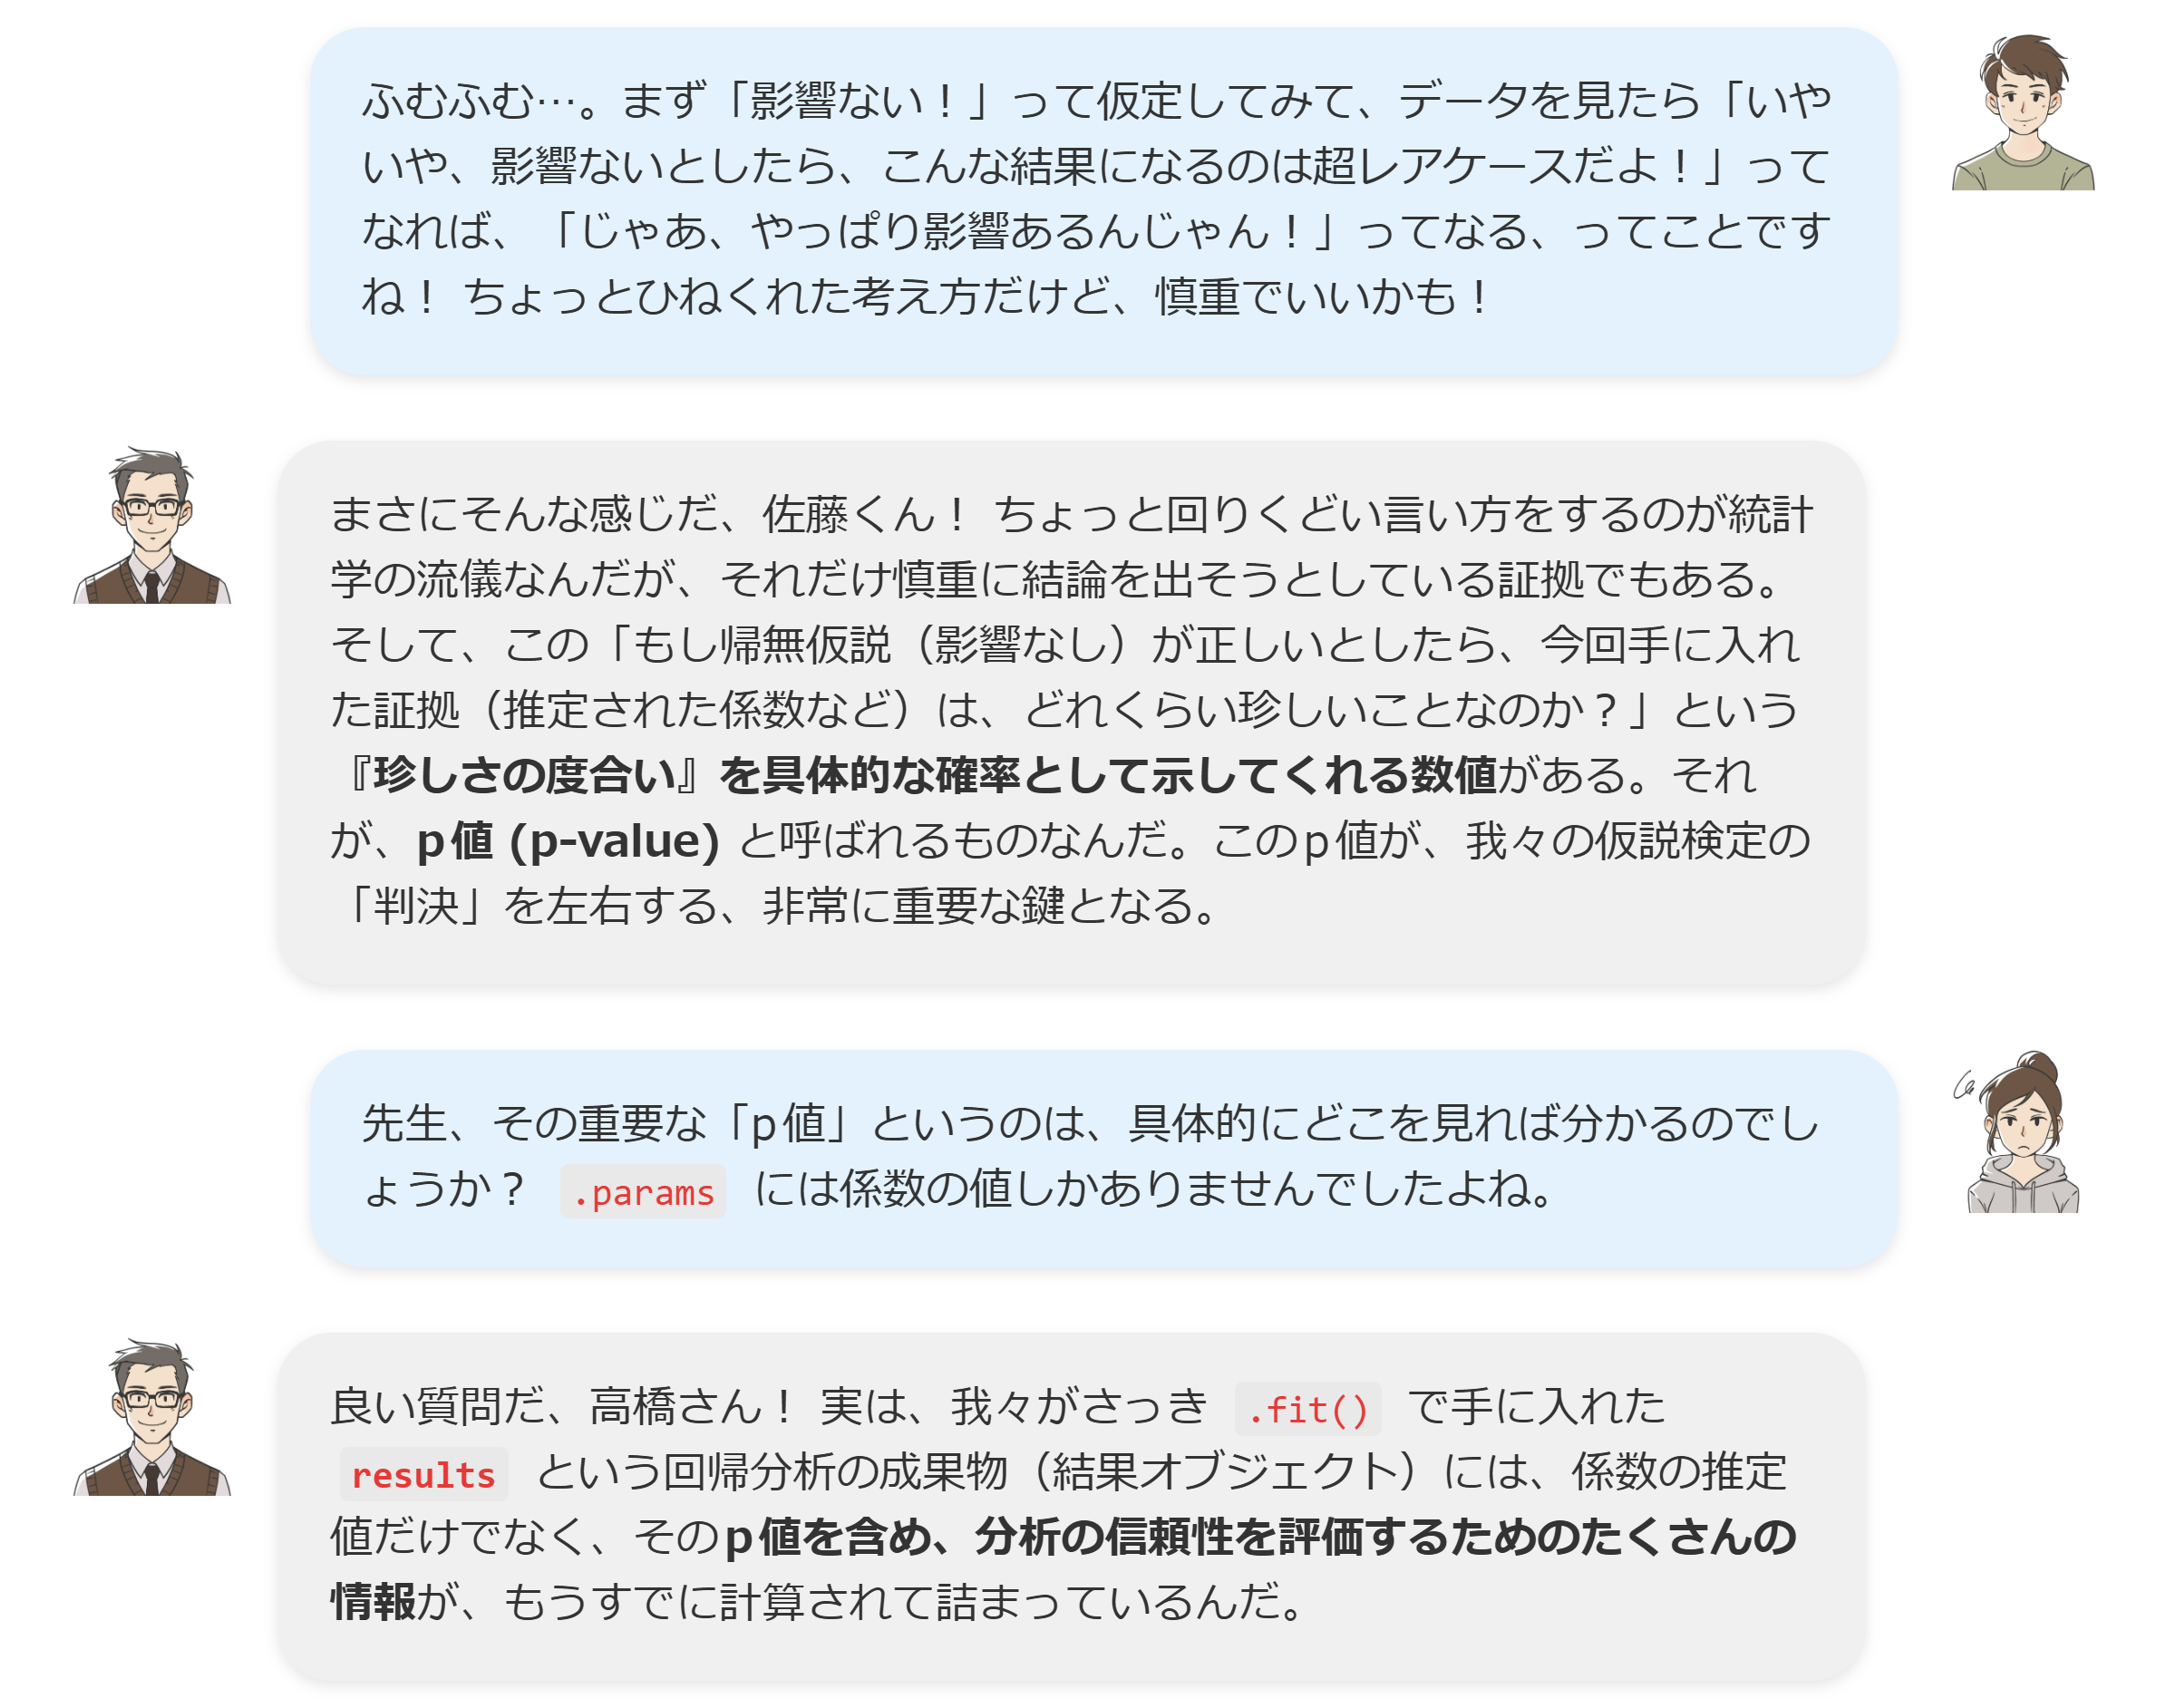 ふむふむ…。まず「影響ない！」って仮定してみて、データを見たら「いや
いや、影響ないとしたら、こんな結果になるのは超レアケースだよ！」って
なれば、「じゃあ、やっぱり影響あるんじゃん！」ってなる、ってことです
ね！ ちょっとひねくれた考え方だけど、慎重でいいかも！
まさにそんな感じだ、佐藤くん！ ちょっと回りくどい言い方をするのが統計
学の流儀なんだが、それだけ慎重に結論を出そうとしている証拠でもある。
そして、この「もし帰無仮説（影響なし）が正しいとしたら、今回手に入れ
た証拠（推定された係数など）は、どれくらい珍しいことなのか？」という
『珍しさの度合い』を具体的な確率として示してくれる数値がある。それ
が、ｐ値 (p-value) と呼ばれるものなんだ。このｐ値が、我々の仮説検定の
「判決」を左右する、非常に重要な鍵となる。
先生、その重要な「ｐ値」というのは、具体的にどこを見れば分かるのでし
ょうか？ .params には係数の値しかありませんでしたよね。
良い質問だ、高橋さん！ 実は、我々がさっき .fit() で手に入れた
results という回帰分析の成果物（結果オブジェクト）には、係数の推定
値だけでなく、そのｐ値を含め、分析の信頼性を評価するためのたくさんの
情報が、もうすでに計算されて詰まっているんだ。